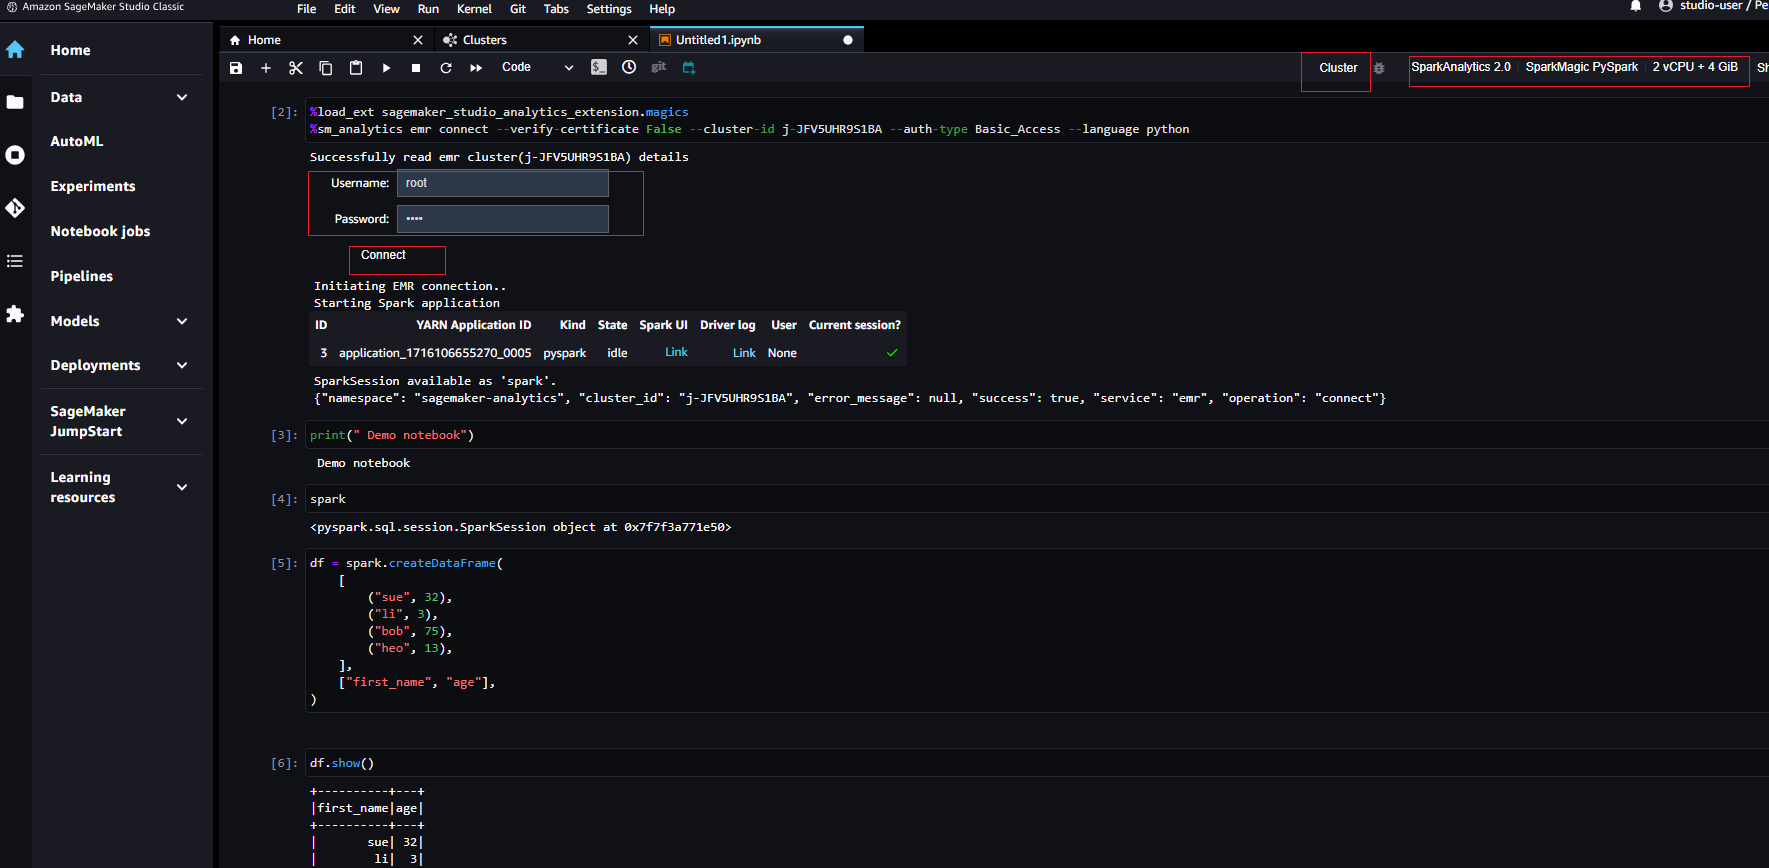 Amazon SageMaker Studio Classic
File Edit View Run Kernel Git Tabs Settings Help
studio-user / Pe
Home
Data
AutoML
Experiments
Notebook jobs
Pipelines
Models
Deployments
SageMaker
JumpStart
Learning
resources
Home Clusters Untitled1.ipynb
Code git Cluster SparkAnalytics 2.0 SparkMagic PySpark 2 vCPU + 4 GiB Sh
[2]: %load_ext sagemaker_studio_analytics_extension.magics
%sm_analytics emr connect --verify-certificate False --cluster-id j-JFV5UHR9S1BA --auth-type Basic_Access --language python
Successfully read emr cluster(j-JFV5UHR9S1BA) details
Username: root
Password: ••••
Connect
Initiating EMR connection..
Starting Spark application
ID YARN Application ID Kind State Spark UI Driver log User Current session?
3 application_1716106655270_0005 pyspark idle Link Link None ✓
SparkSession available as 'spark'.
{"namespace": "sagemaker-analytics", "cluster_id": "j-JFV5UHR9S1BA", "error_message": null, "success": true, "service": "emr", "operation": "connect"}
[3]: print(" Demo notebook")
Demo notebook
[4]: spark
<pyspark.sql.session.SparkSession object at 0x7f7f3a771e50>
[5]: df = spark.createDataFrame(
[
("sue", 32),
("li", 3),
("bob", 75),
("heo", 13),
],
["first_name", "age"],
)
[6]: df.show()
+----------+---+
|first_name|age|
+----------+---+
|       sue| 32|
|        li|  3|